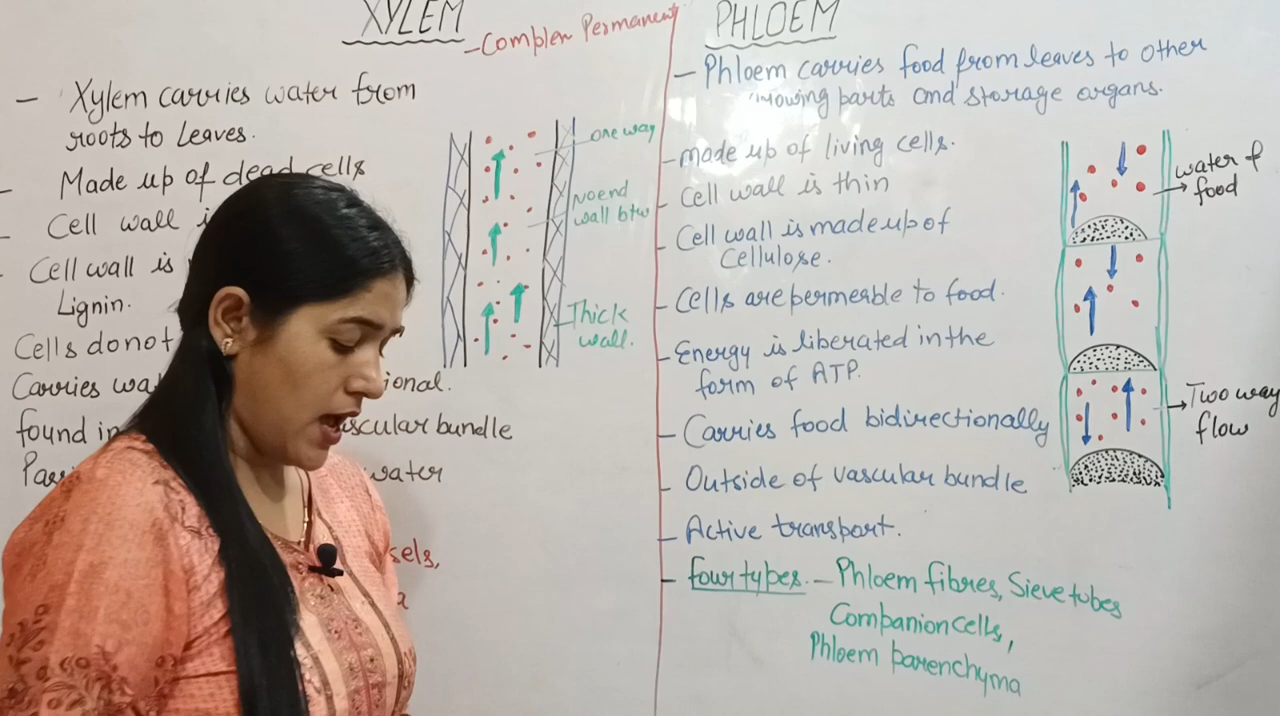 XYLEM
-Complex Permanent
- Xylem carries water from
roots to leaves.
- Made up of dead cells
- Cell wall
- Cell wall is
Lignin.
Cells do not
Carries ional.
found in vascular bundle
water
sels,
one way
No end
wall btw
Thick
wall.
PHLOEM
- Phloem carries food from leaves to other
growing parts and storage organs.
- made up of living cells.
- Cell wall is thin
- Cell wall is made up of
Cellulose.
- Cells are permerble to food.
- Energy is liberated in the
form of ATP.
- Carries food bidirectionally
- Outside of vascular bundle
- Active transport.
- four types. - Phloem fibres, Sieve tubes
Companion cells,
Phloem parenchyma
water &
food
Two way
flow